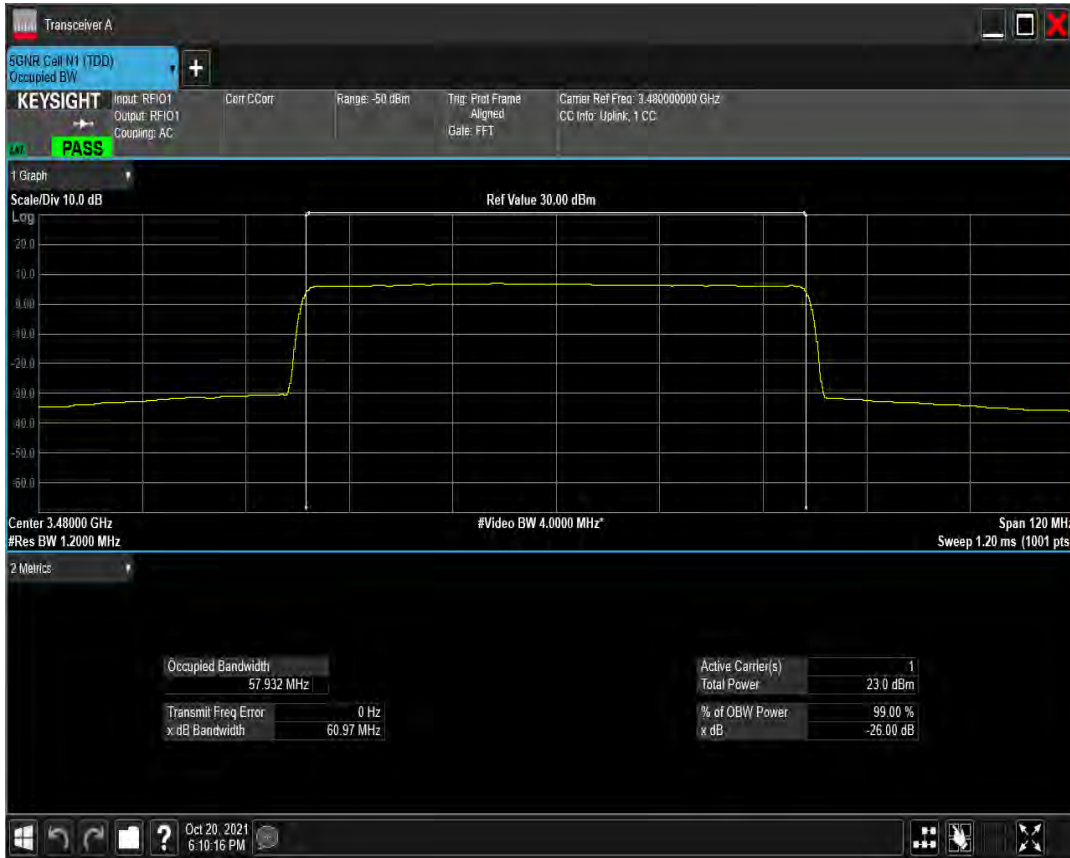 Transceiver A
5GNR Cell N1 (TDD)
Occupied BW
+
KEYSIGHT
PASS
Input: RFIO1
Output: RFIO1
Coupling: AC
Corr CCorr
Range: -50 dBm
Trig: Prot Frame
Aligned
Gate: FFT
Carrier Ref Freq: 3.480000000 GHz
CC Info: Uplink, 1 CC
1 Graph
Scale/Div 10.0 dB
Ref Value 30.00 dBm
Log
20.0
10.0
0.00
-10.0
-20.0
-30.0
-40.0
-50.0
-60.0
Center 3.48000 GHz
#Video BW 4.0000 MHz*
Span 120 MHz
#Res BW 1.2000 MHz
Sweep 1.20 ms (1001 pts
2 Metrics
Occupied Bandwidth
57.932 MHz
Transmit Freq Error 0 Hz
x dB Bandwidth 60.97 MHz
Active Carrier(s) 1
Total Power 23.0 dBm
% of OBW Power 99.00 %
x dB -26.00 dB
?
Oct 20, 2021
6:10:16 PM